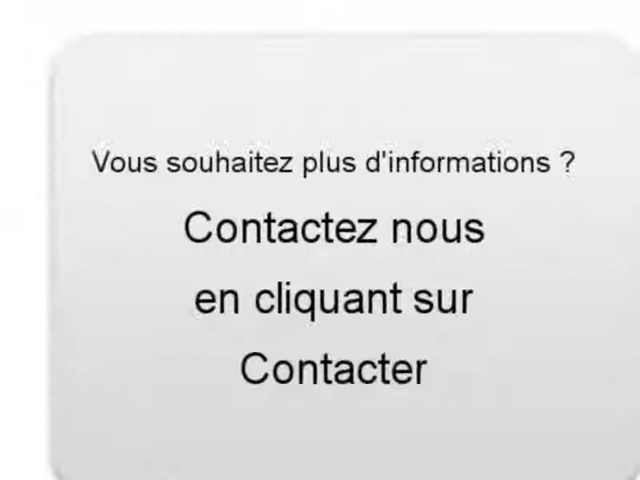 Vous souhaitez plus d'informations ?
Contactez nous
en cliquant sur
Contacter